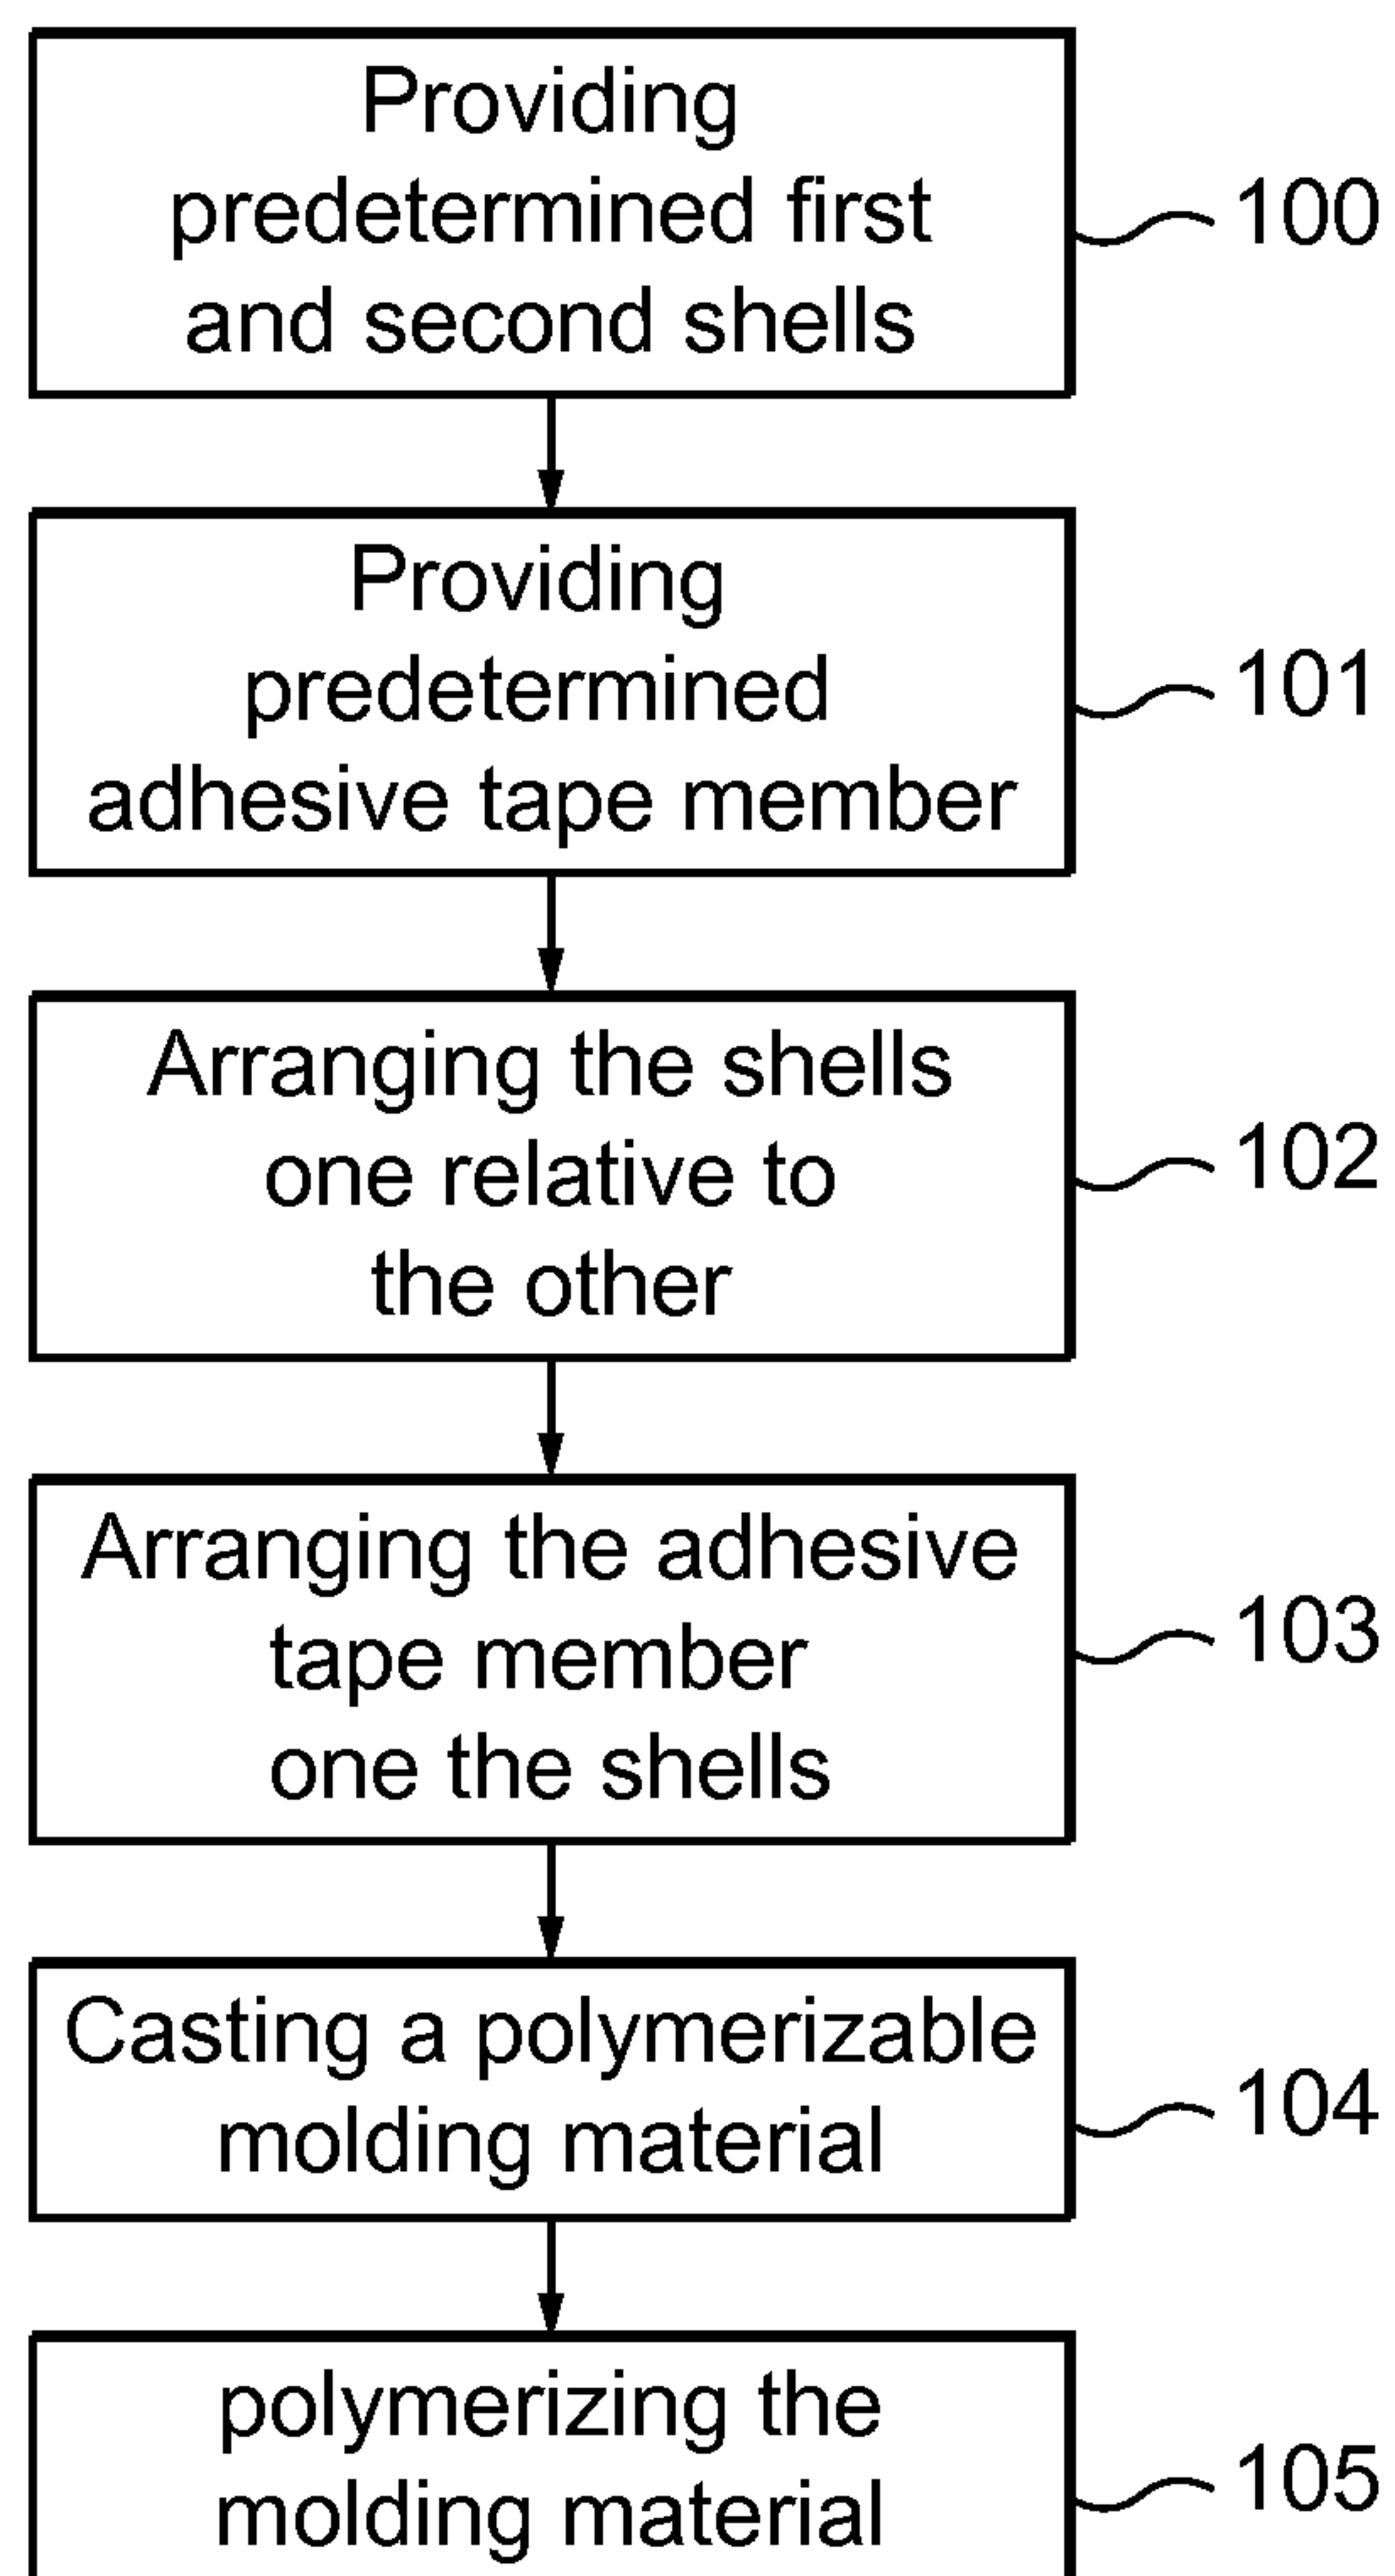 Providing
predetermined first
and second shells
100
Providing
predetermined
adhesive tape member
101
Arranging the shells
one relative to
the other
102
Arranging the adhesive
tape member
one the shells
103
Casting a polymerizable
molding material
104
polymerizing the
molding material
105